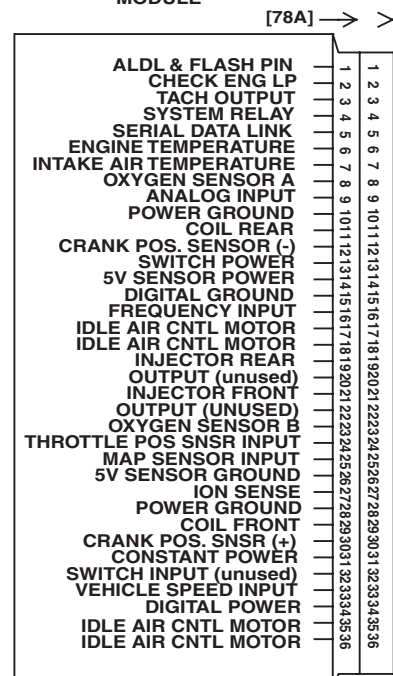 MODULE
[78A]
ALDL & FLASH PIN 1 1
CHECK ENG LP 2 2
TACH OUTPUT 3 3
SYSTEM RELAY 4 4
SERIAL DATA LINK 5 5
ENGINE TEMPERATURE 6 6
INTAKE AIR TEMPERATURE 7 7
OXYGEN SENSOR A 8 8
ANALOG INPUT 9 9
POWER GROUND 10 10
COIL REAR 11 11
CRANK POS. SENSOR (-) 12 12
SWITCH POWER 13 13
5V SENSOR POWER 14 14
DIGITAL GROUND 15 15
FREQUENCY INPUT 16 16
IDLE AIR CNTL MOTOR 17 17
IDLE AIR CNTL MOTOR 18 18
INJECTOR REAR 19 19
OUTPUT (unused) 20 20
INJECTOR FRONT 21 21
OUTPUT (UNUSED) 22 22
OXYGEN SENSOR B 23 23
THROTTLE POS SNSR INPUT 24 24
MAP SENSOR INPUT 25 25
5V SENSOR GROUND 26 26
ION SENSE 27 27
POWER GROUND 28 28
COIL FRONT 29 29
CRANK POS. SNSR (+) 30 30
CONSTANT POWER 31 31
SWITCH INPUT (unused) 32 32
VEHICLE SPEED INPUT 33 33
DIGITAL POWER 34 34
IDLE AIR CNTL MOTOR 35 35
IDLE AIR CNTL MOTOR 36 36